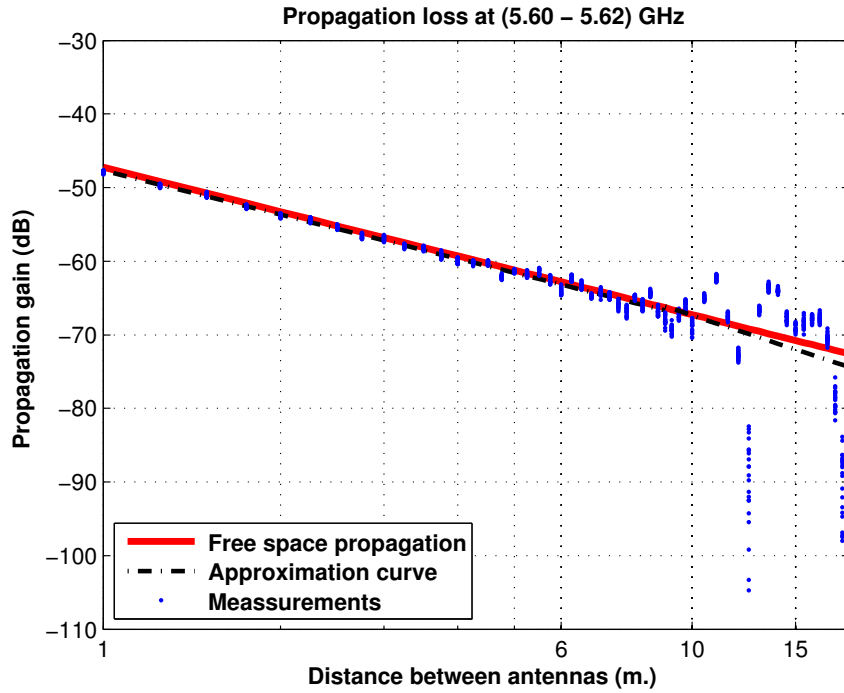 Propagation loss at (5.60 − 5.62) GHz
Propagation gain (dB)
−30
−40
−50
−60
−70
−80
−90
−100
−110
Free space propagation
Approximation curve
Meassurements
1
6
10
15
Distance between antennas (m.)